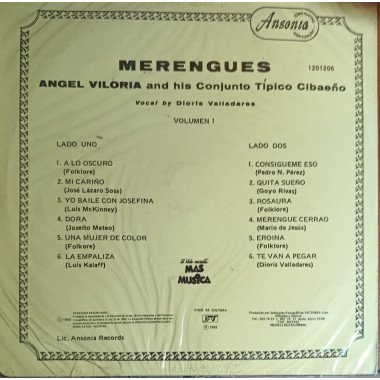 Ansonia
MERENGUES
1201206
ANGEL VILORIA and his Conjunto Típico Cibaeño
Vocal by Dioris Valladares
VOLUMEN 1
LADO UNO
1. A LO OSCURO
(Folklore)
2. MI CARIÑO
(José Lázaro Sosa)
3. YO BAILE CON JOSEFINA
(Luis McKinney)
4. DORA
(Joseíto Mateo)
5. UNA MUJER DE COLOR
(Folkore)
6. LA EMPALIZA
(Luis Kalaff)
LADO DOS
1. CONSIGUEME ESO
(Pedro N. Pérez)
2. QUITA SUEÑO
(Goyo Rivas)
3. ROSAURA
(Folklore)
4. MERENGUE CERRAO
(Mario de Jesús)
5. EROINA
(Folklore)
6. TE VAN A PEGAR
(Dioris Valladares)
MAS
MUSICA
Lic. Ansonia Records